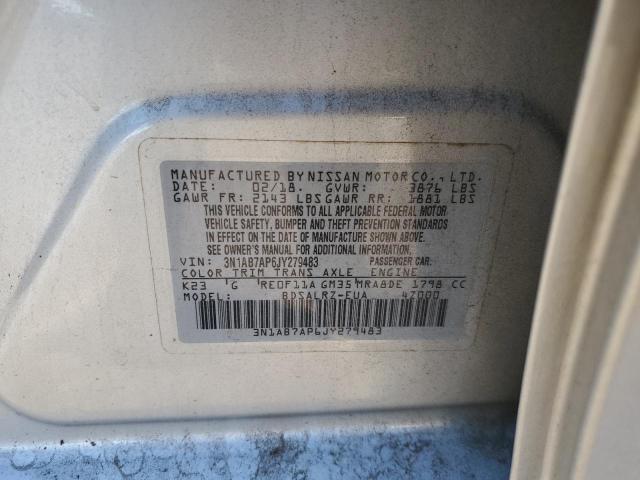 MANUFACTURED BY NISSAN MOTOR CO., LTD.
DATE: 02/18. GVWR: 3876 LBS
GAWR FR: 2143 LBS GAWR RR: 1881 LBS
THIS VEHICLE CONFORMS TO ALL APPLICABLE FEDERAL MOTOR
VEHICLE SAFETY, BUMPER AND THEFT PREVENTION STANDARDS
IN EFFECT ON THE DATE OF MANUFACTURE SHOWN ABOVE.
SEE OWNER'S MANUAL FOR ADDITIONAL INFORMATION.
VIN: 3N1AB7AP6JY279483 PASSENGER CAR.
COLOR TRIM TRANS AXLE ENGINE
K23 G RE0F11A GM35 MRA8DE 1798 CC
MODEL: BDSALRZ-EUA 4Z000
3N1AB7AP6JY279483